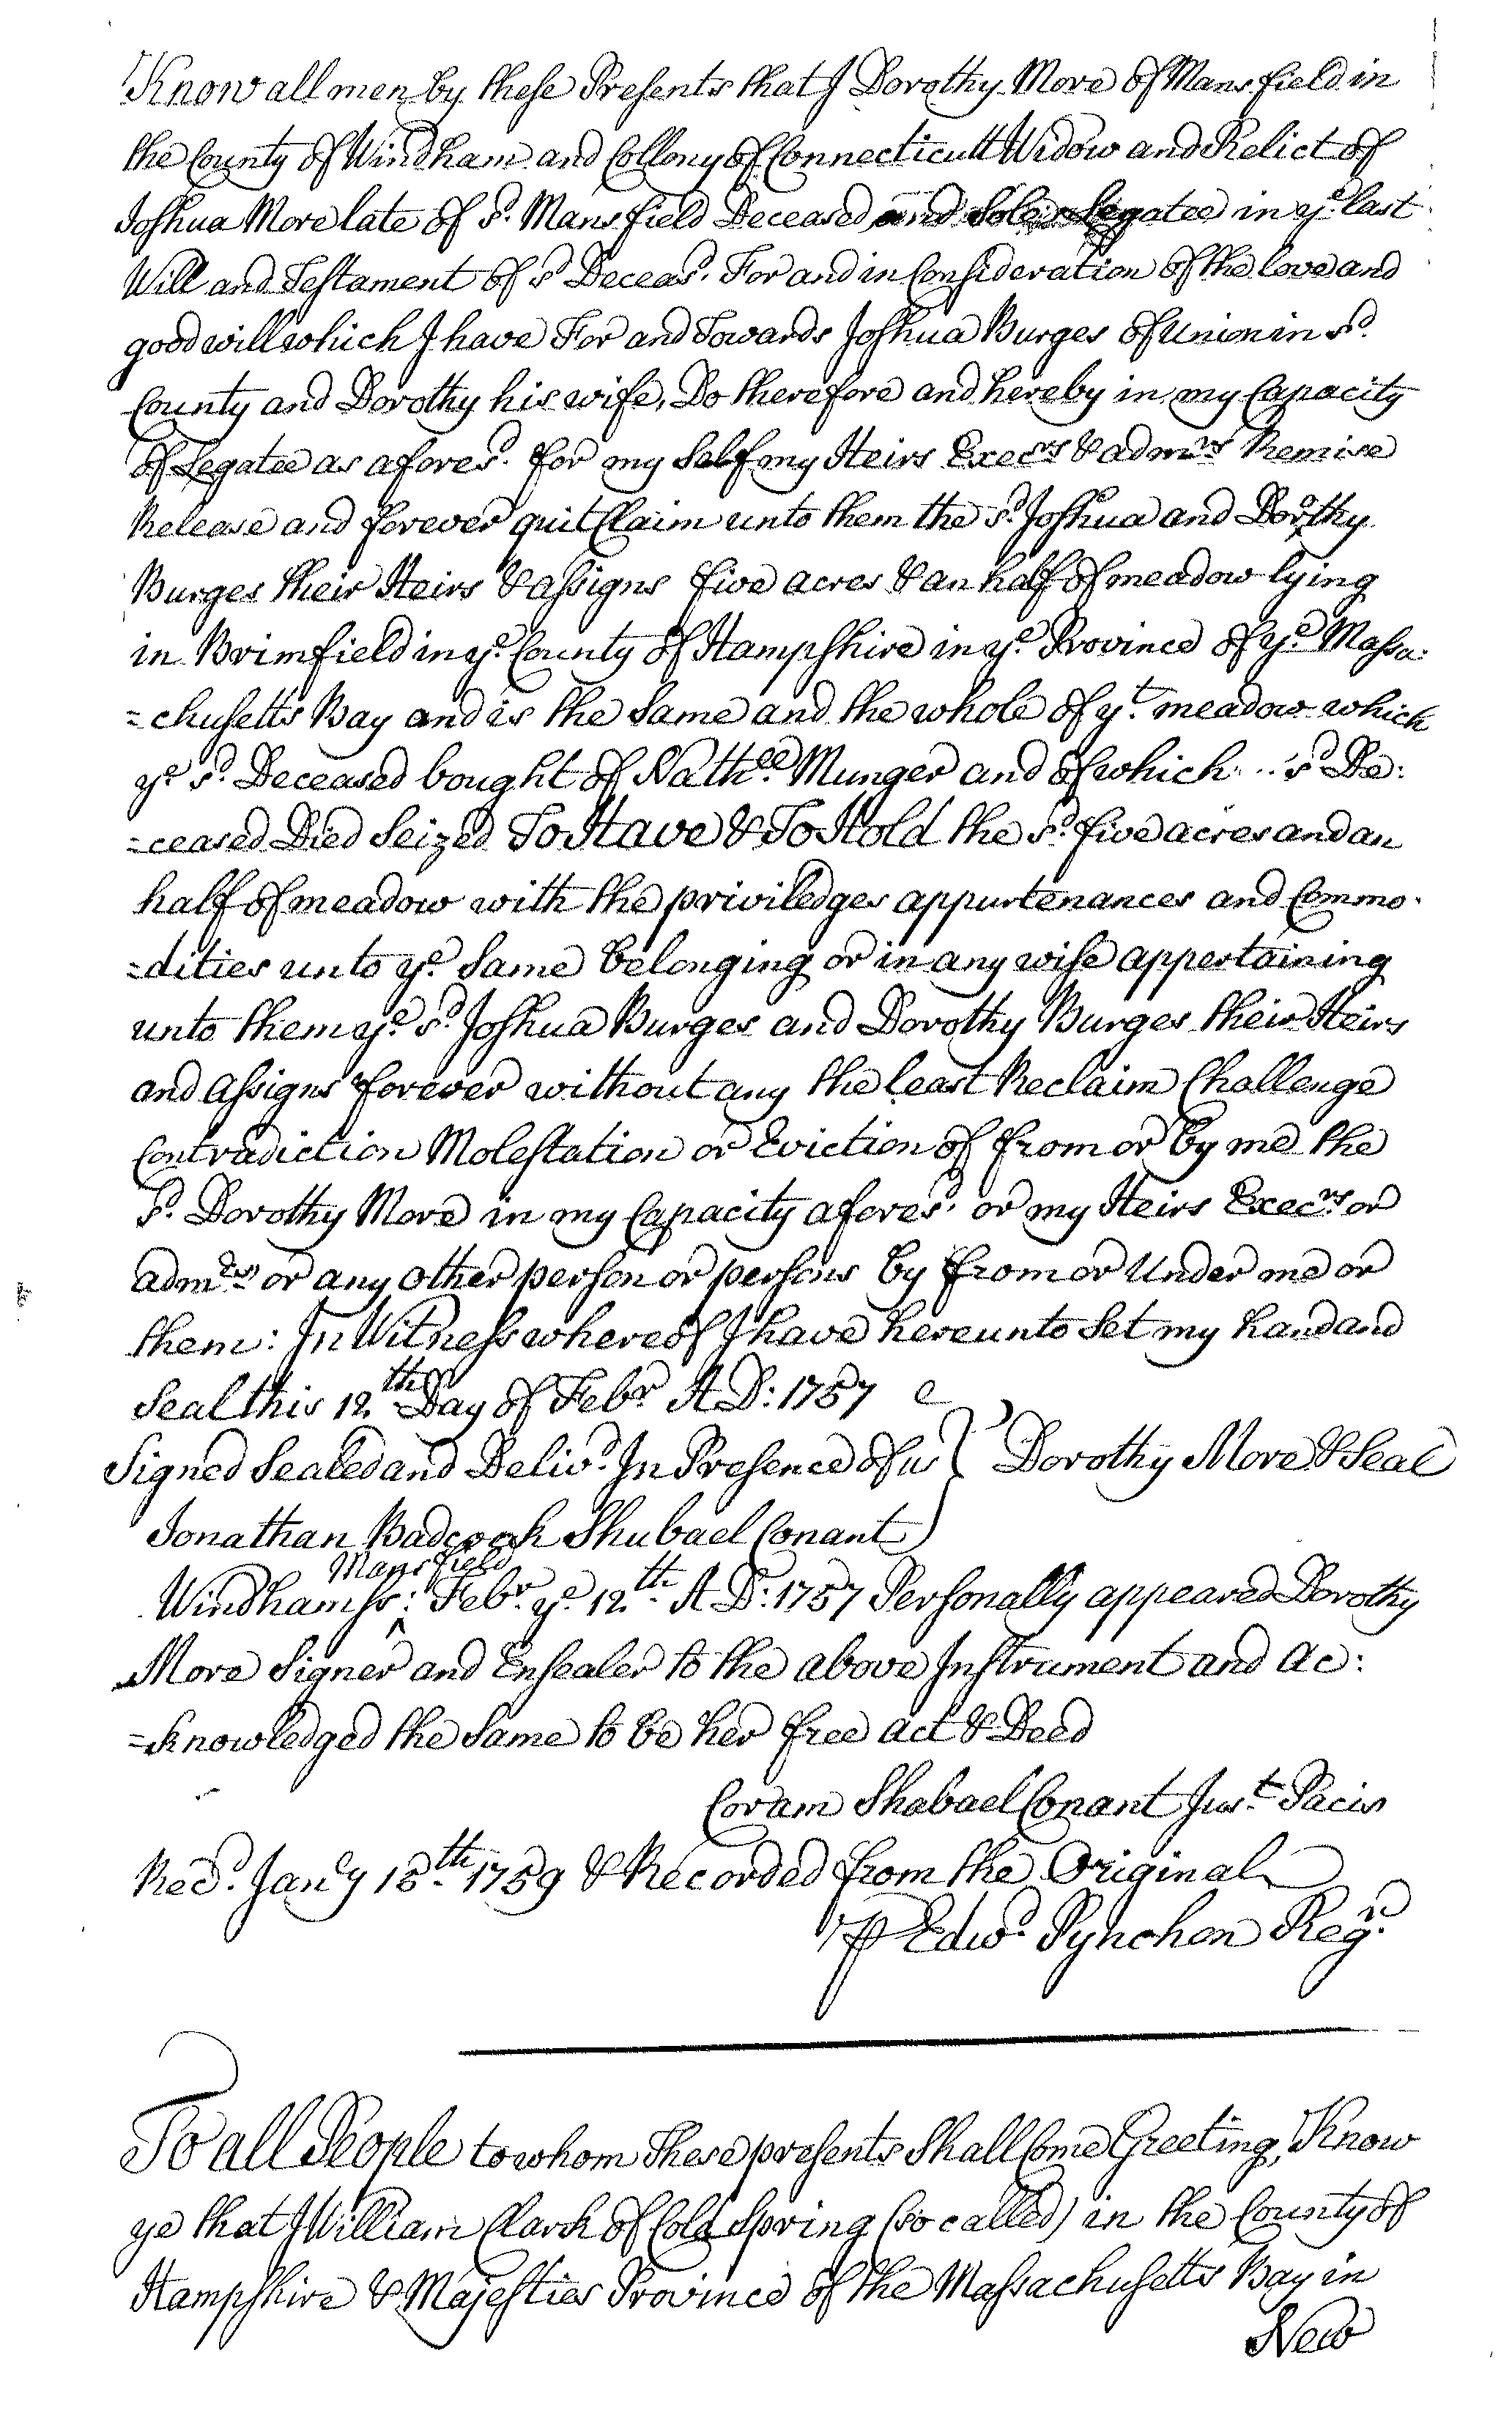 Know all men by these Presents that I Dorothy More of Mansfield in
the County of Windham and Collony of Connecticutt Widow and Relict of
Joshua More late of sd. Mansfield Deceased and Sole Legatee in ye. last
Will and Testament of sd Deceasd. For and in Consideration of the love and
good will which I have For and Towards Joshua Burges of Union in sd.
County and Dorothy his wife, Do therefore and hereby in my Capacity
of Legatee as aforesd. for my Self my Heirs Execrs & admrs Remise
Release and forever quit Claim unto them the sd. Joshua and Dorothy
Burges their Heirs & assigns five acres & an half of meadow lying
in Brimfield in ye. County of Hampshire in ye. Province of ye. Massa:
=chusetts Bay and is the Same and the whole of yt. meadow which
ye sd. Deceased bought of Nathll. Munger and of which sd De:
=ceased Died Seized To Have & To Hold the sd. five acres and an
half of meadow with the priviledges appurtenances and Commo-
=dities unto ye. Same belonging or in any wise appertaining
unto them ye. sd. Joshua Burges and Dorothy Burges their Heirs
and assigns forever without any the least Reclaim Challenge
Contradiction Molestation or Eviction of from or by me the
sd. Dorothy More in my Capacity aforesd. or my Heirs Execrs or
admrs or any other person or persons by from or Under me or
them: In Witness whereof I have hereunto Set my hand and
Seal this 12.th Day of Febr A D: 1757
Signed Sealed and Delivd. In Presence of us } Dorothy More & Seal
Jonathan Badcock Shubael Conant
Mansfield
Windham ss: Febr. ye. 12th. A D: 1757 Personally appeared Dorothy
More Signer and Ensealer to the above Instrument and Ac:
=knowledged the Same to be her free act & Deed
Coram Shabael Conant Just. Pacis
Recd. Jany 18th. 1759 & Recorded from the Original
P Edwd. Pynchon Regr.
To all People to whom These presents Shall Come Greeting, Know
ye that I William Clark of Cold Spring (so called) in the County of
Hampshire & Majesties Province of the Massachusetts Bay in
New